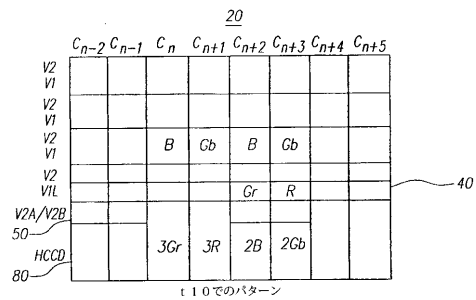 20
Cn-2 Cn-1 Cn Cn+1 Cn+2 Cn+3 Cn+4 Cn+5
V2
V1
V2
V1
V2
V1 B Gb B Gb
V2
V1L Gr R 40
V2A/V2B
50
HCCD 3Gr 3R 2B 2Gb
80
t10でのパターン